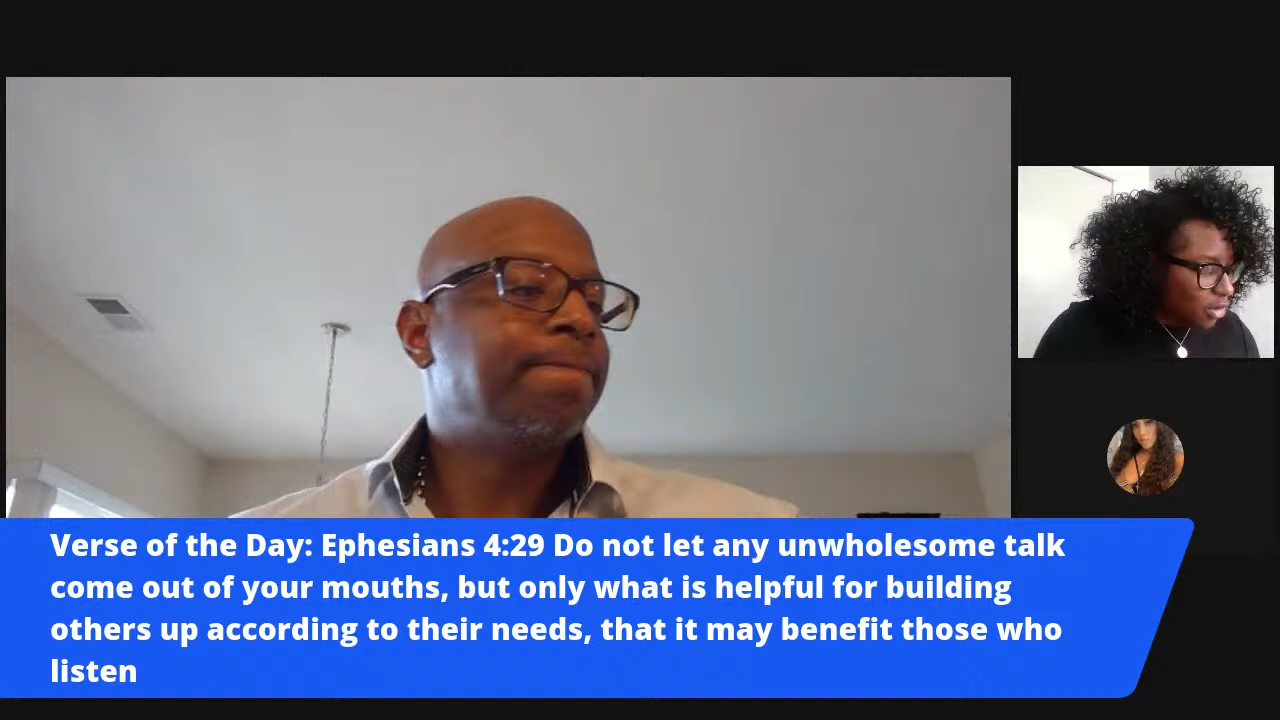 Verse of the Day: Ephesians 4:29 Do not let any unwholesome talk
come out of your mouths, but only what is helpful for building
others up according to their needs, that it may benefit those who
listen